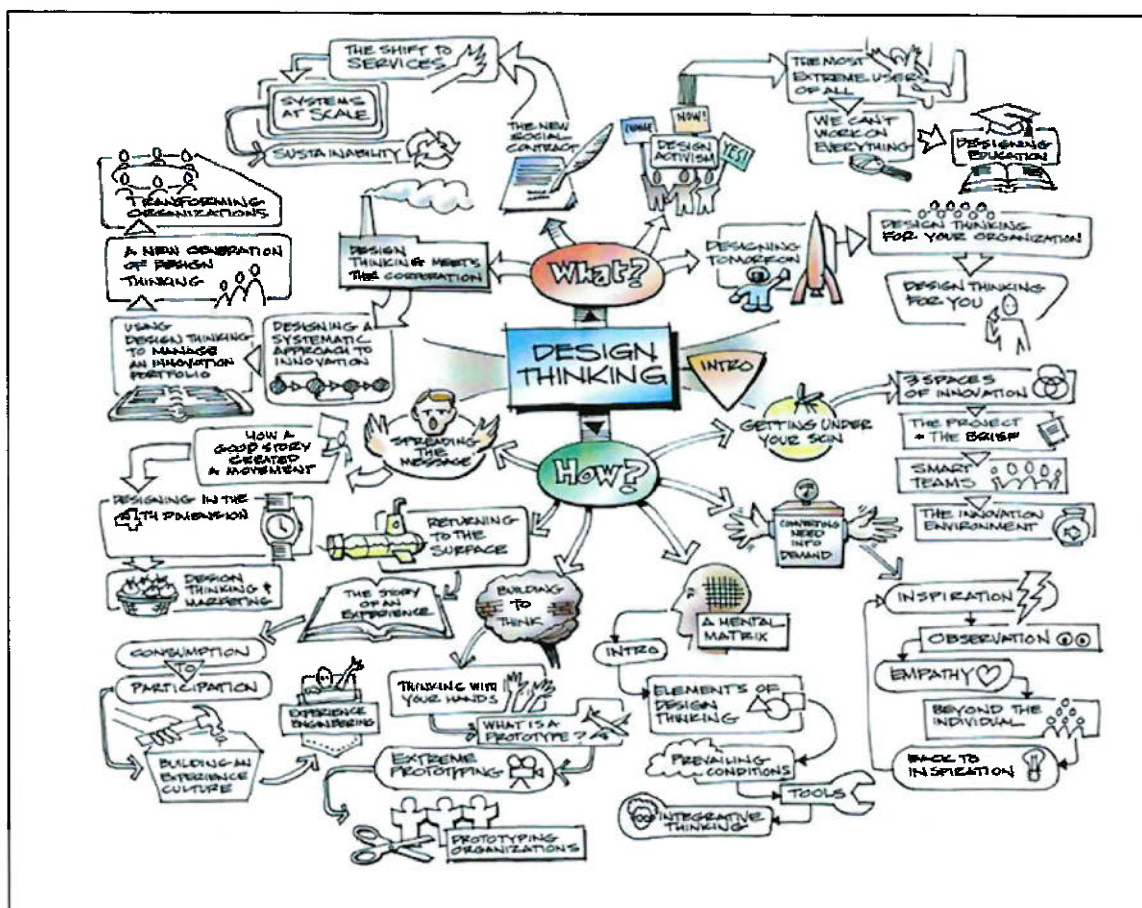 THE SHIFT TO
SERVICES
SYSTEMS
AT SCALE
SUSTAINABILITY
THE NEW
SOCIAL
CONTRACT
NOW!
DESIGN
ACTIVISM
YES!
THE MOST
EXTREME USER
OF ALL
WE CAN'T
WORK ON
EVERYTHING
DESIGNING
EDUCATION
TRANSFORMING
ORGANIZATIONS
A NEW GENERATION
OF DESIGN
THINKING
USING
DESIGN THINKING
TO MANAGE
AN INNOVATION
PORTFOLIO
DESIGNING A
SYSTEMATIC
APPROACH TO
INNOVATION
DESIGN
THINKING MEETS
THE CORPORATION
What?
DESIGNING
TOMORROW
DESIGN THINKING
FOR YOUR ORGANIZATION
DESIGN THINKING
FOR YOU
DESIGN
THINKING
INTRO
How?
GETTING UNDER
YOUR SKIN
3 SPACES
OF INNOVATION
THE PROJECT
+ THE BRIEF
SMART
TEAMS
THE INNOVATION
ENVIRONMENT
SPREADING
THE
MESSAGE
HOW A
GOOD STORY
CREATED
A MOVEMENT
DESIGNING IN THE
4TH DIMENSION
DESIGN
THINKING +
MARKETING
RETURNING
TO THE
SURFACE
THE STORY
OF AN
EXPERIENCE
CONSUMPTION
TO
PARTICIPATION
BUILDING AN
EXPERIENCE
CULTURE
EXPERIENCE
ENGINEERING
BUILDING
TO
THINK
THINKING WITH
YOUR HANDS
WHAT IS A
PROTOTYPE?
EXTREME
PROTOTYPING
PROTOTYPING
ORGANIZATIONS
A MENTAL
MATRIX
INTRO
ELEMENTS OF
DESIGN
THINKING
PREVAILING
CONDITIONS
TOOLS
INTEGRATIVE
THINKING
CONVERTING
NEED INTO
DEMAND
INSPIRATION
OBSERVATION
EMPATHY
BEYOND THE
INDIVIDUAL
BACK TO
INSPIRATION